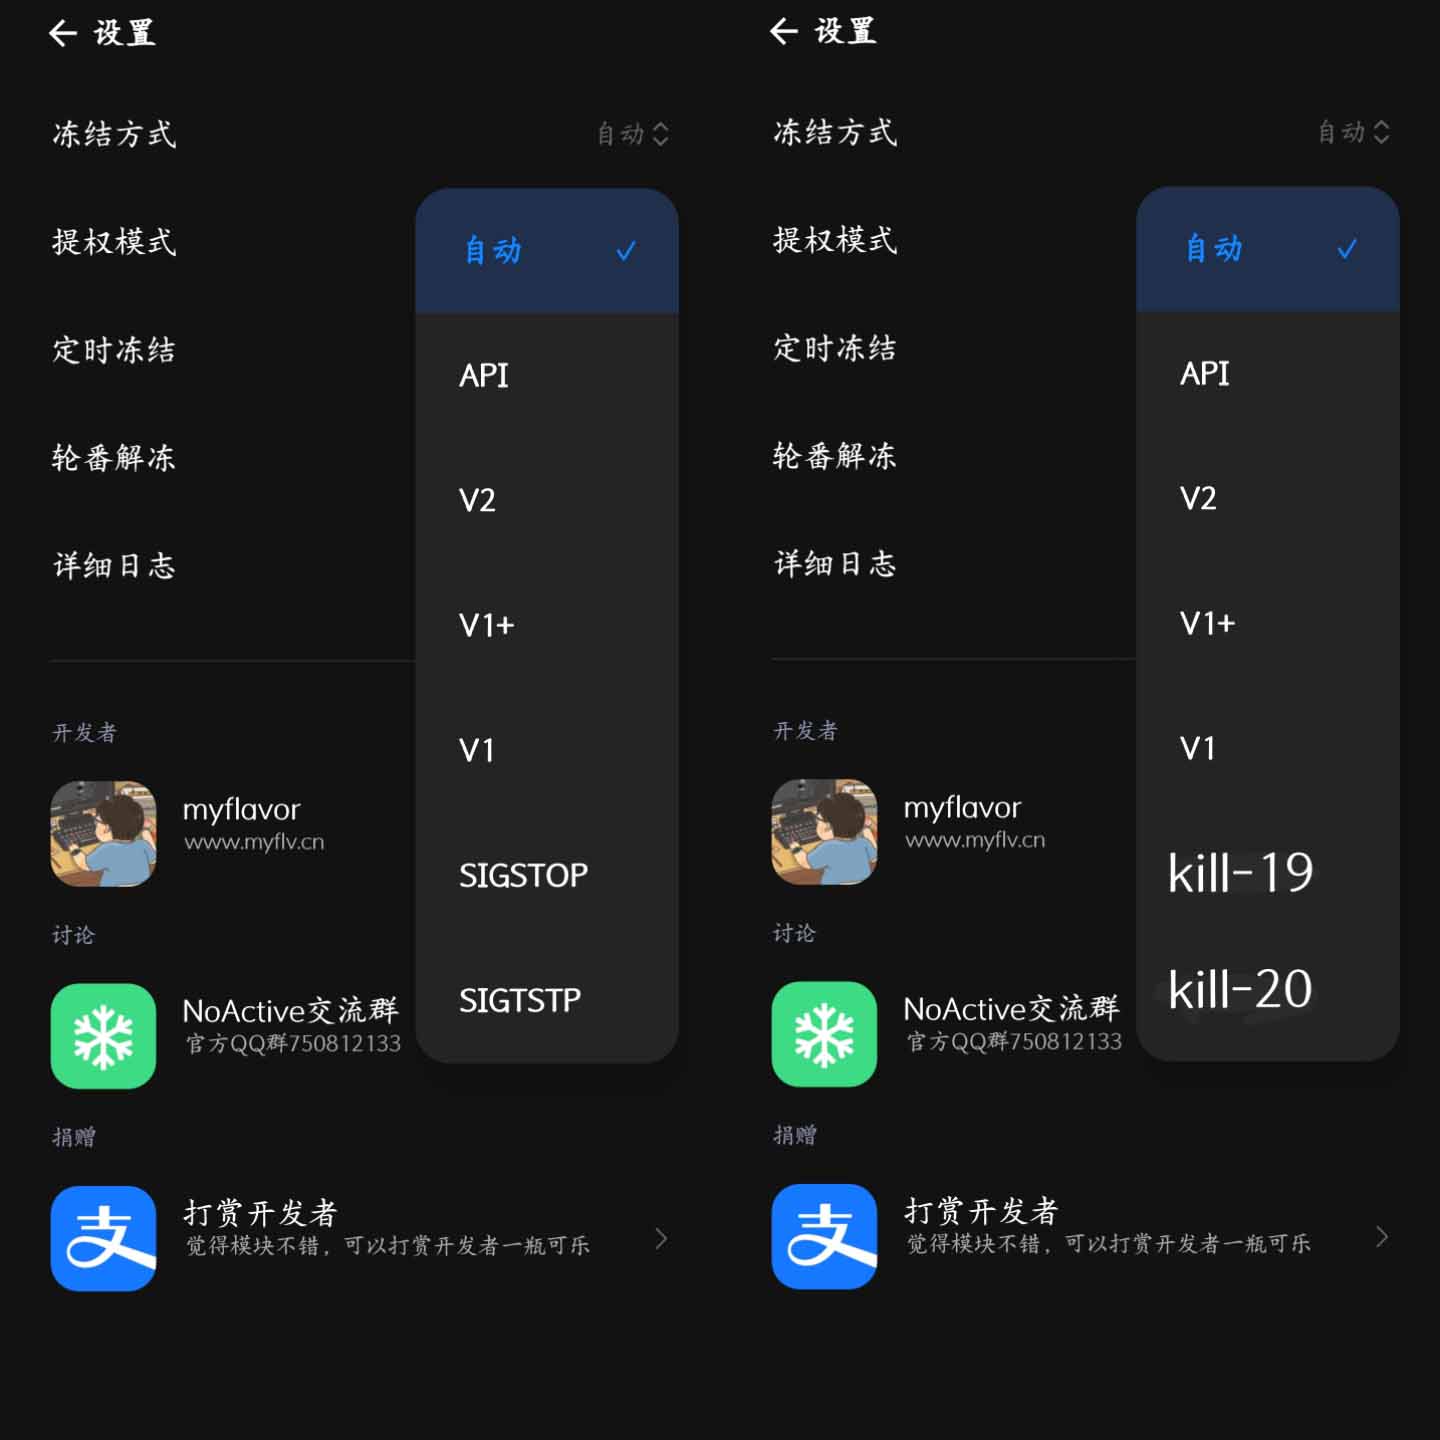 设置
冻结方式
自动
提权模式
定时冻结
轮番解冻
详细日志
自动
API
V2
V1+
V1
SIGSTOP
SIGTSTP
开发者
myflavor
www.myflv.cn
讨论
NoActive交流群
官方QQ群750812133
捐赠
支
打赏开发者
觉得模块不错，可以打赏开发者一瓶可乐
设置
冻结方式
自动
提权模式
定时冻结
轮番解冻
详细日志
自动
API
V2
V1+
V1
kill-19
kill-20
开发者
myflavor
www.myflv.cn
讨论
NoActive交流群
官方QQ群750812133
捐赠
支
打赏开发者
觉得模块不错，可以打赏开发者一瓶可乐